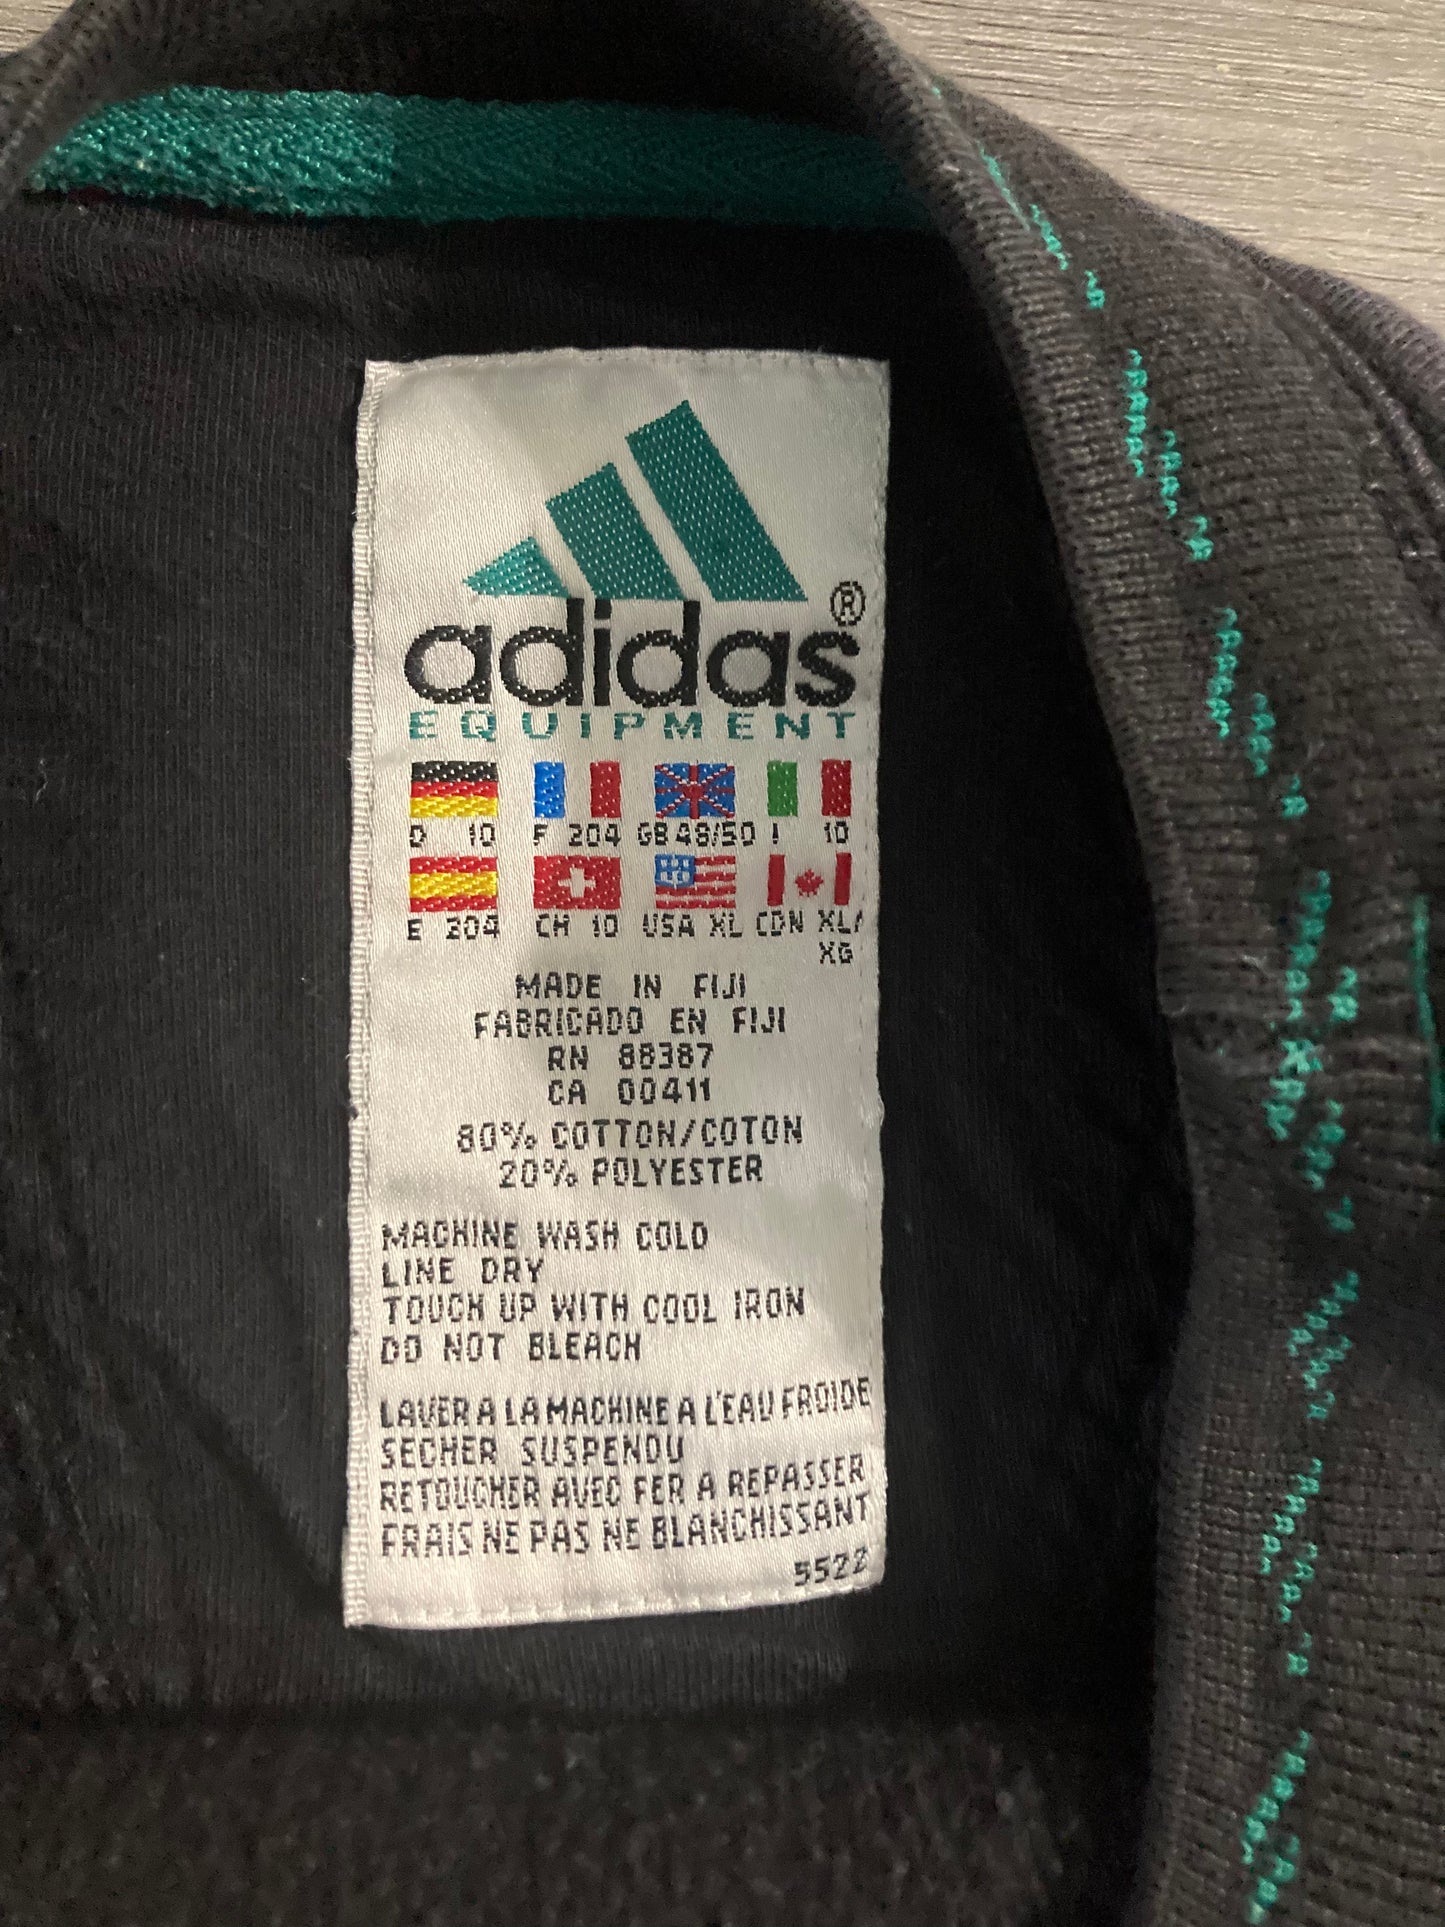 adidas®
EQUIPMENT
D 10 F 204 GB 48/50 I 10
E 204 CH 10 USA XL CDN XL/
XG
MADE IN FIJI
FABRICADO EN FIJI
RN 88387
CA 00411
80% COTTON/COTON
20% POLYESTER
MACHINE WASH COLD
LINE DRY
TOUCH UP WITH COOL IRON
DO NOT BLEACH
LAVER A LA MACHINE A L'EAU FROIDE
SECHER SUSPENDU
RETOUCHER AVEC FER A REPASSER
FRAIS NE PAS NE BLANCHISSANT
5522